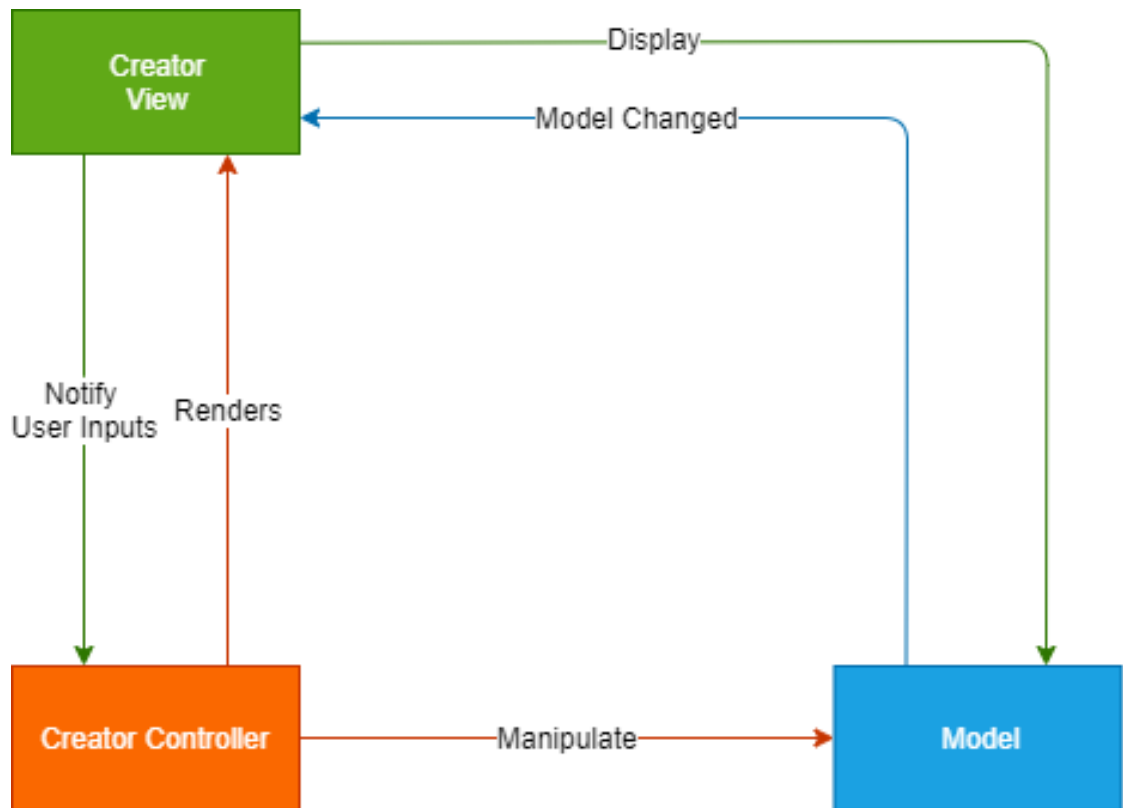 Creator
View
Display
Model Changed
Notify
User Inputs
Renders
Creator Controller
Manipulate
Model